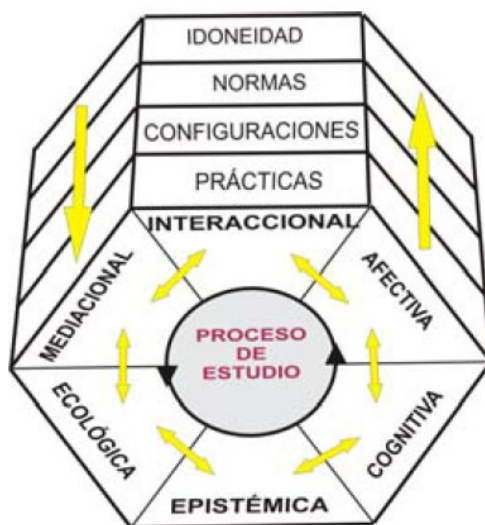 IDONEIDAD
NORMAS
CONFIGURACIONES
PRÁCTICAS
INTERACCIONAL
MEDIACIONAL
AFECTIVA
PROCESO
DE
ESTUDIO
ECOLÓGICA
COGNITIVA
EPISTÉMICA